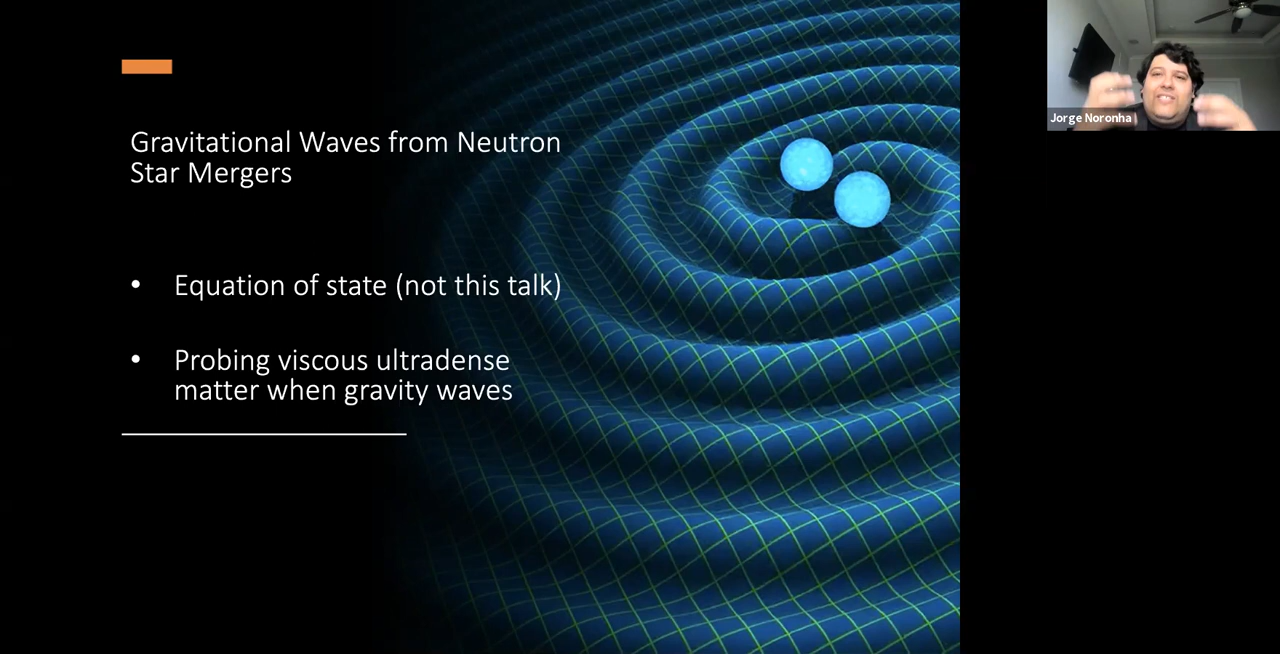 Gravitational Waves from Neutron
Star Mergers
• Equation of state (not this talk)
• Probing viscous ultradense
matter when gravity waves
Jorge Noronha